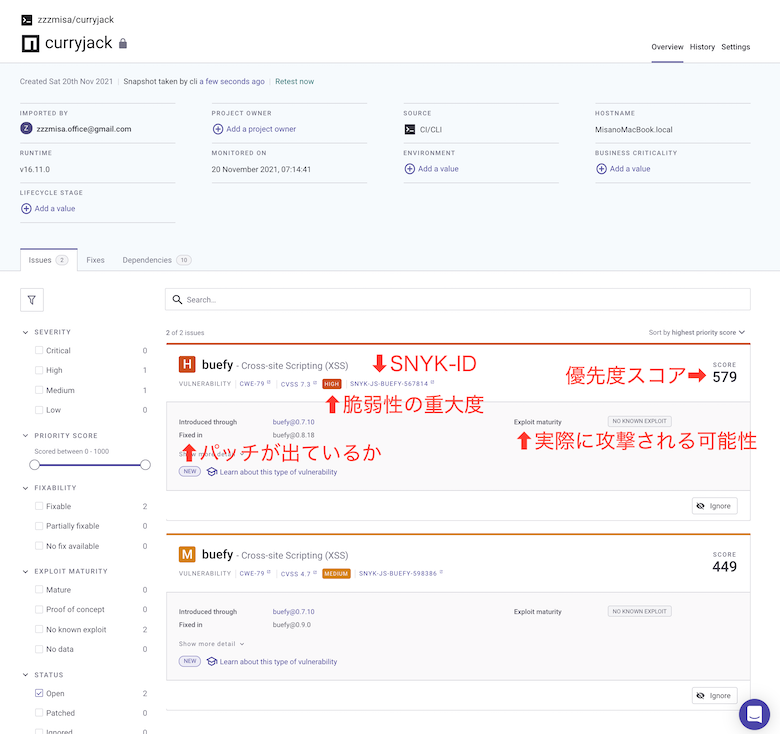 zzzmisa/curryjack
curryjack
Overview History Settings
Created Sat 20th Nov 2021 | Snapshot taken by cli a few seconds ago | Retest now
IMPORTED BY
Z zzzmisa.office@gmail.com
PROJECT OWNER
Add a project owner
SOURCE
CI/CLI
HOSTNAME
MisanoMacBook.local
RUNTIME
v16.11.0
MONITORED ON
20 November 2021, 07:14:41
ENVIRONMENT
Add a value
BUSINESS CRITICALITY
Add a value
LIFECYCLE STAGE
Add a value
Issues 2 Fixes Dependencies 10
Search...
2 of 2 issues
Sort by highest priority score
SEVERITY
Critical 0
High 1
Medium 1
Low 0
PRIORITY SCORE
Scored between 0 - 1000
FIXABILITY
Fixable 2
Partially fixable 0
No fix available 0
EXPLOIT MATURITY
Mature 0
Proof of concept 0
No known exploit 2
No data 0
STATUS
Open 2
Patched 0
Ignored 0
H buefy - Cross-site Scripting (XSS)
⬇SNYK-ID
VULNERABILITY | CWE-79 | CVSS 7.3 HIGH | SNYK-JS-BUEFY-567814
優先度スコア➡
SCORE
579
⬆脆弱性の重大度
Introduced through buefy@0.7.10
Fixed in buefy@0.8.18
Exploit maturity NO KNOWN EXPLOIT
⬆実際に攻撃される可能性
Show more detail
⬆パッチが出ているか
NEW Learn about this type of vulnerability
Ignore
M buefy - Cross-site Scripting (XSS)
VULNERABILITY | CWE-79 | CVSS 4.7 MEDIUM | SNYK-JS-BUEFY-598386
SCORE
449
Introduced through buefy@0.7.10
Fixed in buefy@0.9.0
Exploit maturity NO KNOWN EXPLOIT
Show more detail
NEW Learn about this type of vulnerability
Ignore